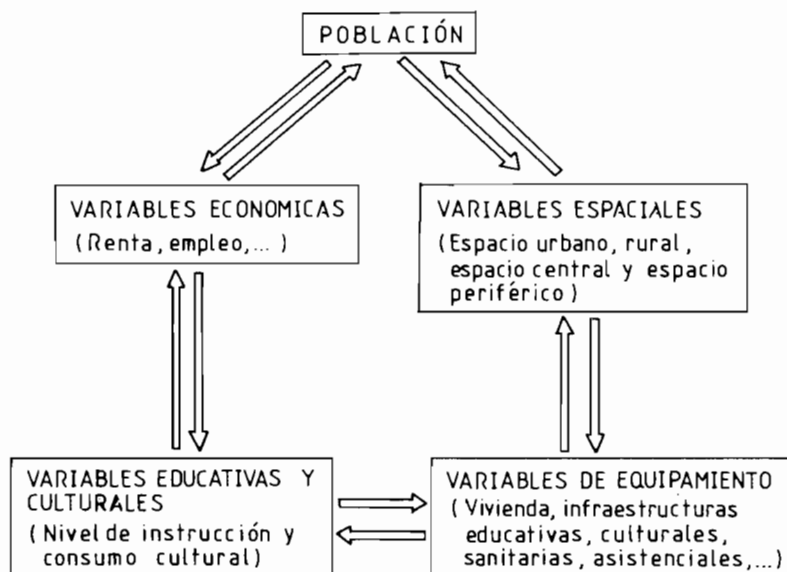 POBLACIÓN
VARIABLES ECONOMICAS
(Renta, empleo,...)
VARIABLES ESPACIALES
(Espacio urbano, rural,
espacio central y espacio
periférico)
VARIABLES EDUCATIVAS Y
CULTURALES
(Nivel de instrucción y
consumo cultural)
VARIABLES DE EQUIPAMIENTO
(Vivienda, infraestructuras
educativas, culturales,
sanitarias, asistenciales,...)